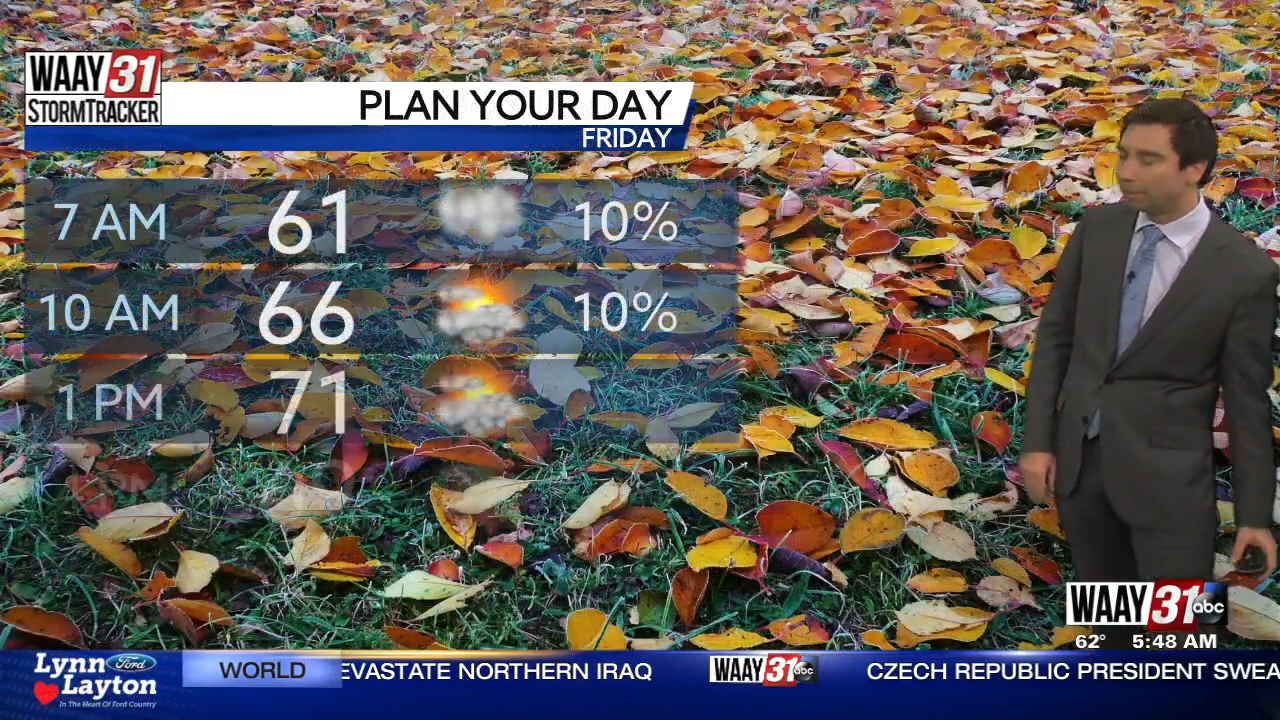 WAAY 31
STORMTRACKER
PLAN YOUR DAY
FRIDAY
7 AM 61 10%
10 AM 66 10%
1 PM 71
PM
WAAY 31 abc
62° 5:48 AM
Lynn Ford
Layton
In The Heart Of Ford Country
WORLD EVASTATE NORTHERN IRAQ WAAY 31 abc CZECH REPUBLIC PRESIDENT SWEA